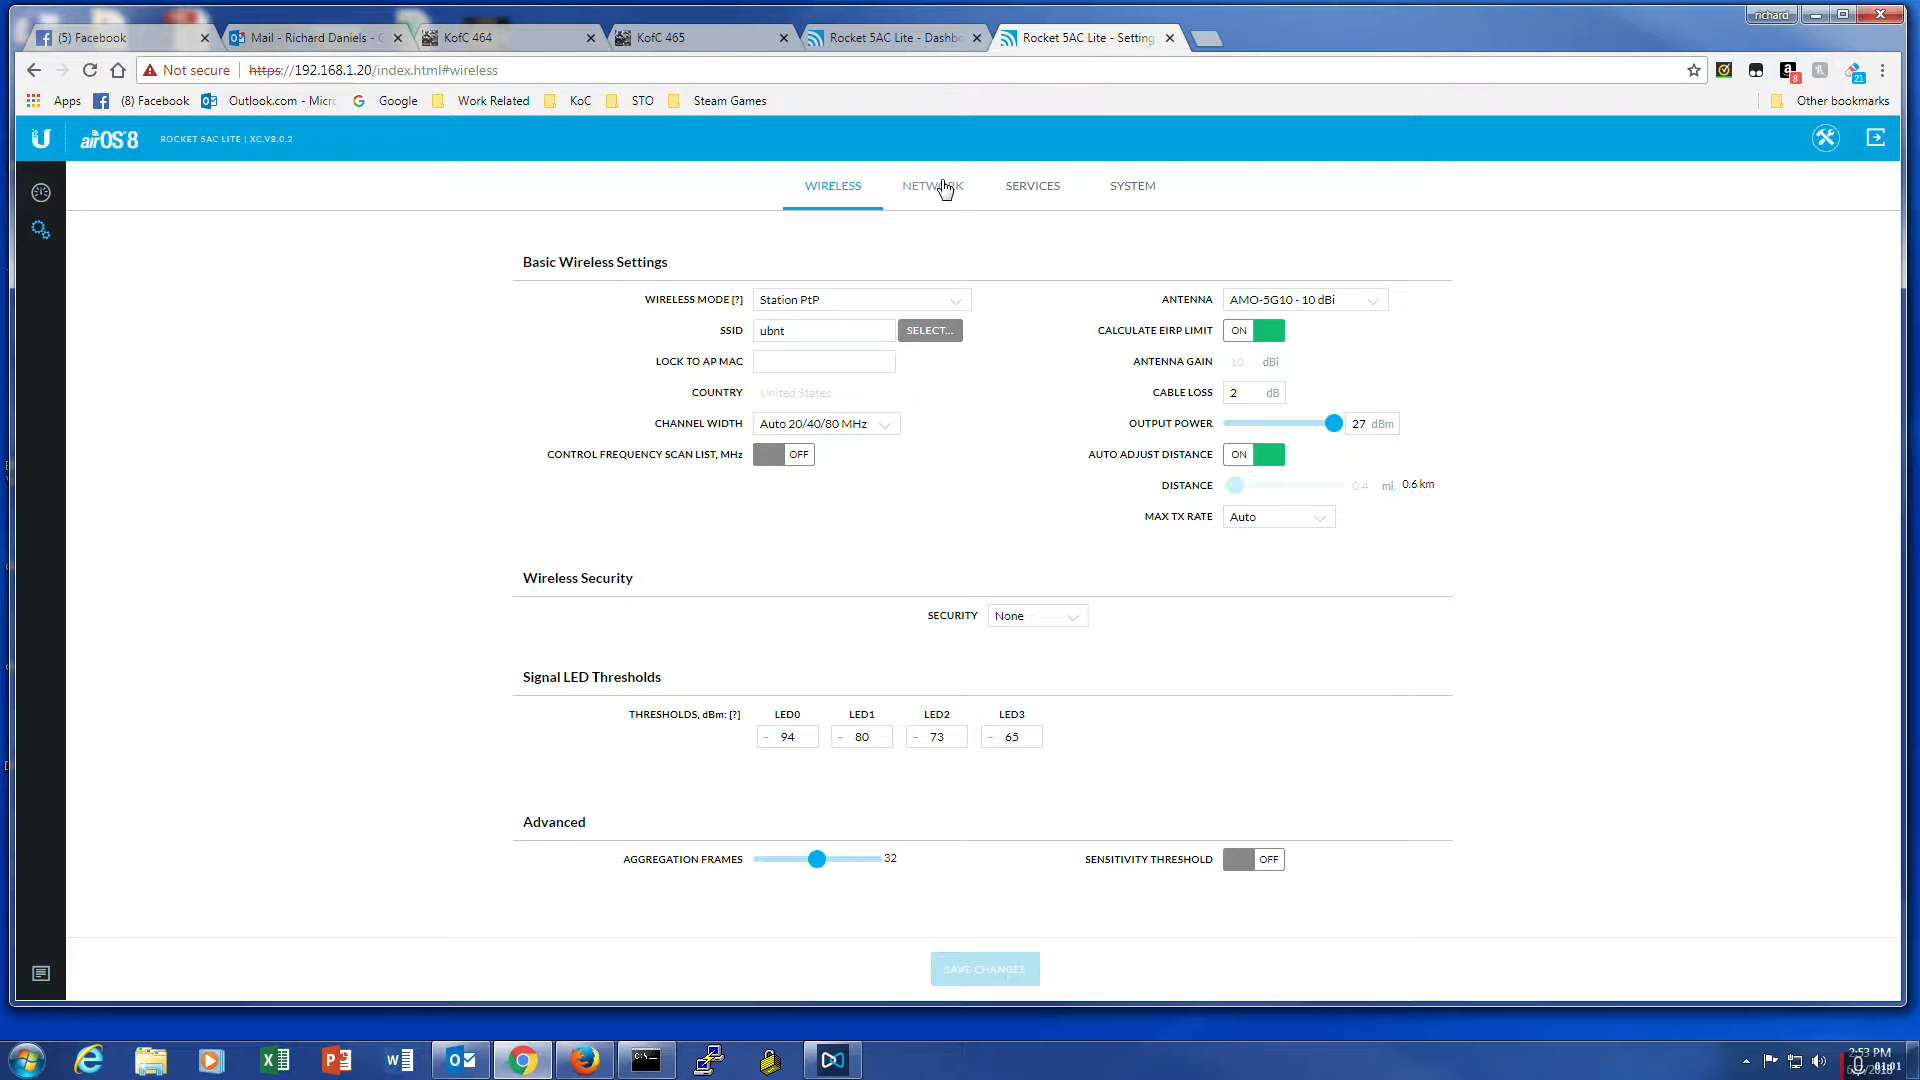 richard
(5) Facebook
Mail - Richard Daniels -
KofC 464
KofC 465
Rocket 5AC Lite - Dashb
Rocket 5AC Lite - Setting
Not secure
https://192.168.1.20/index.html#wireless
8
21
Apps
(8) Facebook
Outlook.com - Micr
Google
Work Related
KoC
STO
Steam Games
Other bookmarks
airOS 8
ROCKET 5AC LITE | XC.V8.0.2
WIRELESS
NETWORK
SERVICES
SYSTEM
Basic Wireless Settings
WIRELESS MODE [?] Station PtP
ANTENNA AMO-5G10 - 10 dBi
SSID ubnt SELECT...
CALCULATE EIRP LIMIT ON
LOCK TO AP MAC
ANTENNA GAIN 10 dBi
COUNTRY United States
CABLE LOSS 2 dB
CHANNEL WIDTH Auto 20/40/80 MHz
OUTPUT POWER 27 dBm
CONTROL FREQUENCY SCAN LIST, MHz OFF
AUTO ADJUST DISTANCE ON
DISTANCE 0.4 mi. 0.6 km
MAX TX RATE Auto
Wireless Security
SECURITY None
Signal LED Thresholds
THRESHOLDS, dBm: [?] LED0 LED1 LED2 LED3
- 94 - 80 - 73 - 65
Advanced
AGGREGATION FRAMES 32
SENSITIVITY THRESHOLD OFF
SAVE CHANGES
2:53 PM
01:01